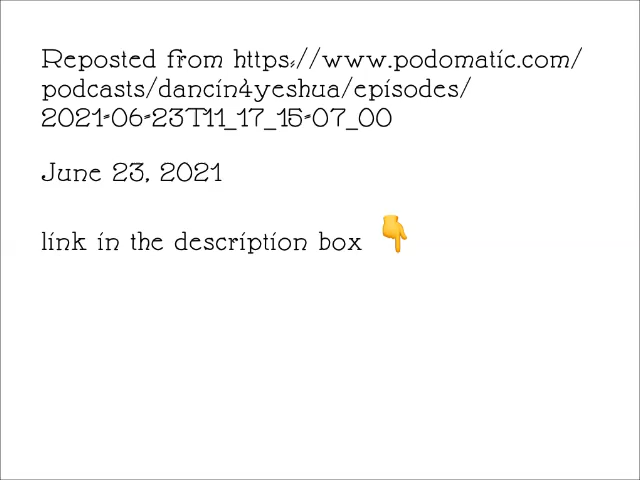 Reposted from https://www.podomatic.com/
podcasts/dancin4yeshua/episodes/
2021-06-23T11_17_15-07_00
June 23, 2021
link in the description box 👇